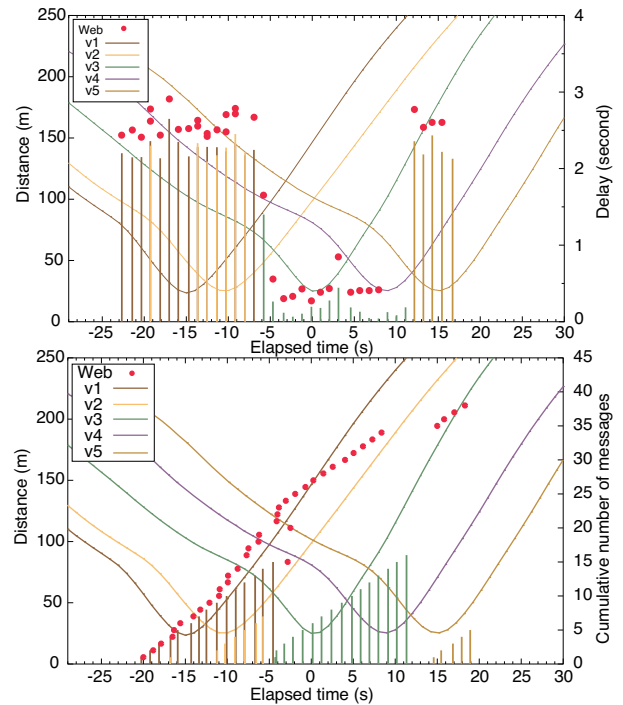 Web
v1
v2
v3
v4
v5
250
200
150
100
50
0
Distance (m)
4
3
2
1
0
Delay (second)
-25 -20 -15 -10 -5 0 5 10 15 20 25 30
Elapsed time (s)
Web
v1
v2
v3
v4
v5
250
200
150
100
50
0
Distance (m)
45
40
35
30
25
20
15
10
5
0
Cumulative number of messages
-25 -20 -15 -10 -5 0 5 10 15 20 25 30
Elapsed time (s)